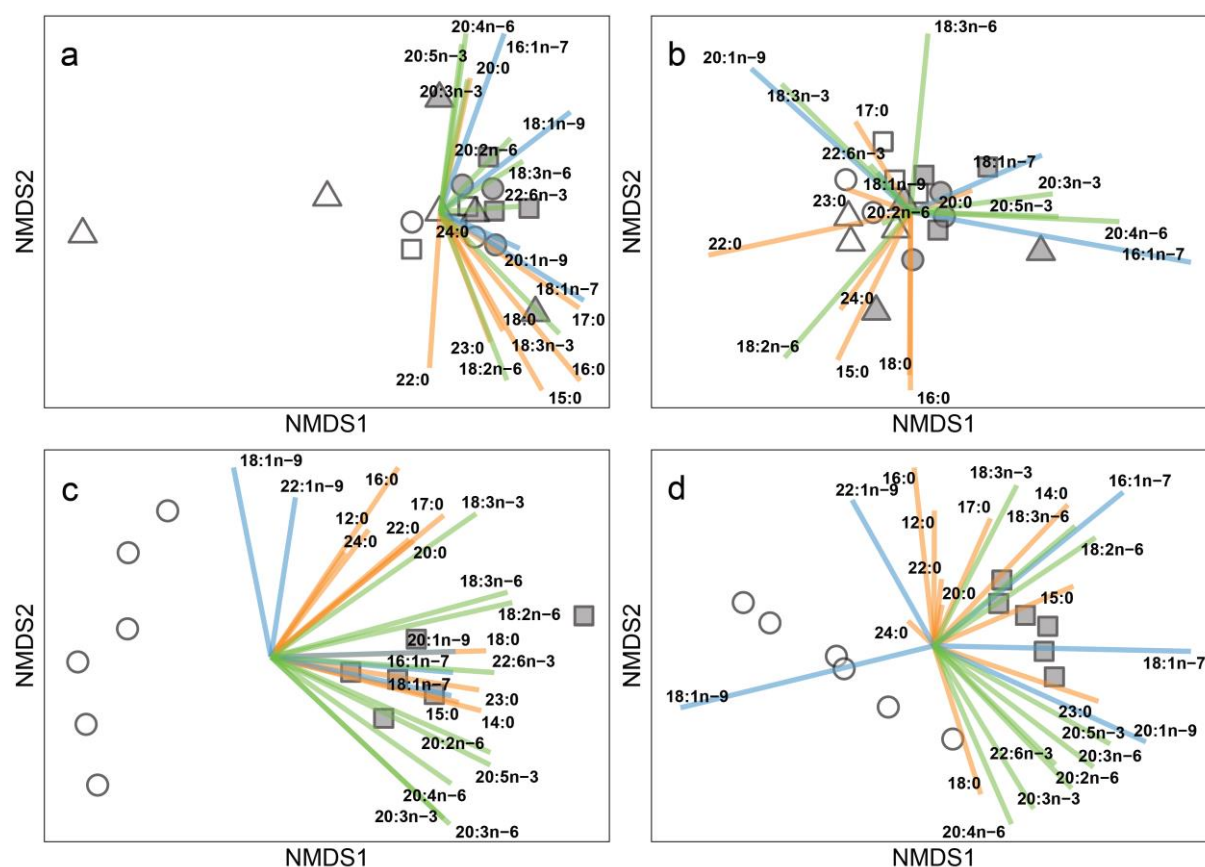 a
20:4n−6
16:1n−7
20:5n−3
20:0
20:3n−3
18:1n−9
20:2n−6
18:3n−6
22:6n−3
24:0
20:1n−9
18:1n−7
18:0
17:0
23:0
18:3n−3
22:0
18:2n−6
16:0
15:0
NMDS2
NMDS1
b
18:3n−6
20:1n−9
18:3n−3
17:0
22:6n−3
18:1n−7
18:1n−9
20:3n−3
23:0
20:0
20:5n−3
20:2n−6
20:4n−6
22:0
16:1n−7
24:0
18:2n−6
15:0
18:0
16:0
NMDS2
NMDS1
c
18:1n−9
22:1n−9
16:0
12:0
17:0
22:0
18:3n−3
24:0
20:0
18:3n−6
18:2n−6
20:1n−9
18:0
16:1n−7
22:6n−3
18:1n−7
23:0
15:0
14:0
20:2n−6
20:5n−3
20:4n−6
20:3n−3
20:3n−6
NMDS2
NMDS1
d
16:0
18:3n−3
22:1n−9
14:0
16:1n−7
12:0
17:0
18:3n−6
18:2n−6
22:0
20:0
15:0
24:0
18:1n−7
18:1n−9
23:0
20:1n−9
20:5n−3
22:6n−3
20:3n−6
18:0
20:2n−6
20:3n−3
20:4n−6
NMDS2
NMDS1